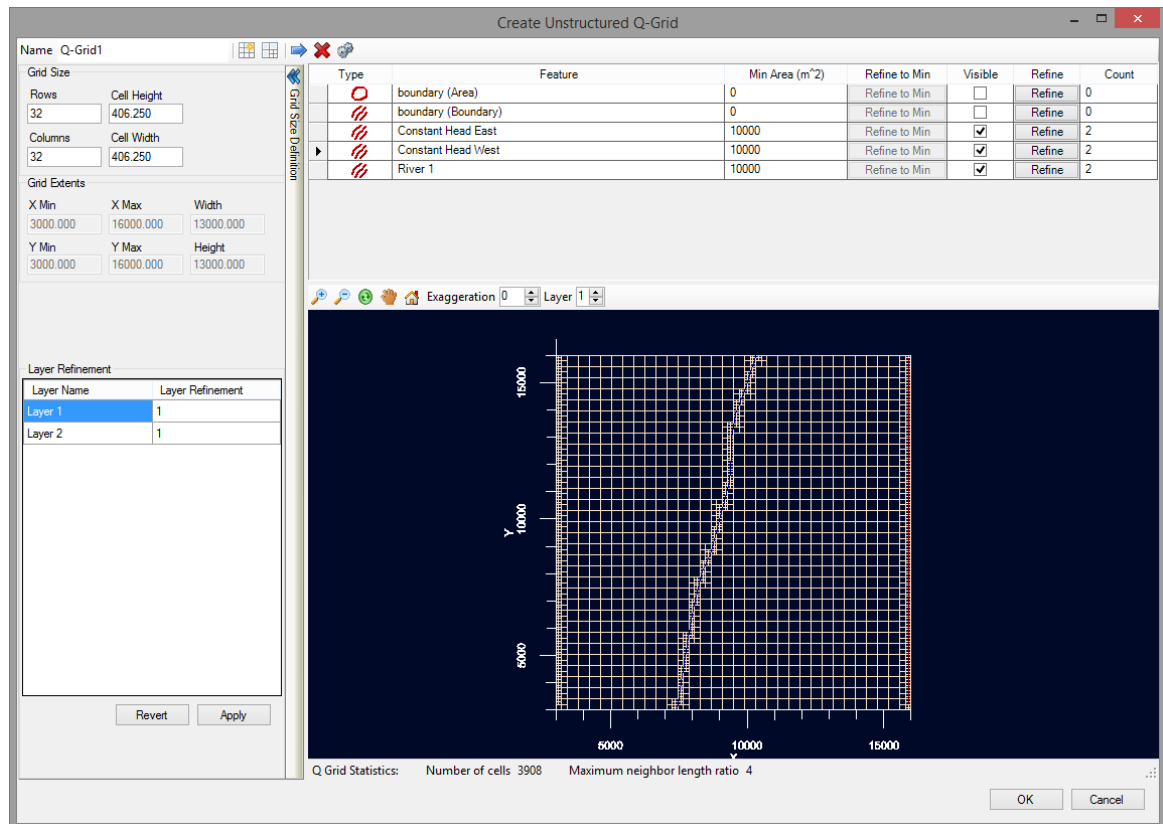 Create Unstructured Q-Grid
Name Q-Grid1
Grid Size
Rows Cell Height
32 406.250
Columns Cell Width
32 406.250
Grid Extents
X Min X Max Width
3000.000 16000.000 13000.000
Y Min Y Max Height
3000.000 16000.000 13000.000
Layer Refinement
Layer Name Layer Refinement
Layer 1 1
Layer 2 1
Revert Apply
Grid Size Definition
Type Feature Min Area (m^2) Refine to Min Visible Refine Count
boundary (Area) 0 Refine to Min Refine 0
boundary (Boundary) 0 Refine to Min Refine 0
Constant Head East 10000 Refine to Min Refine 2
Constant Head West 10000 Refine to Min Refine 2
River 1 10000 Refine to Min Refine 2
Exaggeration 0 Layer 1
15000
10000
Y
5000
5000 10000 15000
Q Grid Statistics: Number of cells 3908 Maximum neighbor length ratio 4
OK Cancel